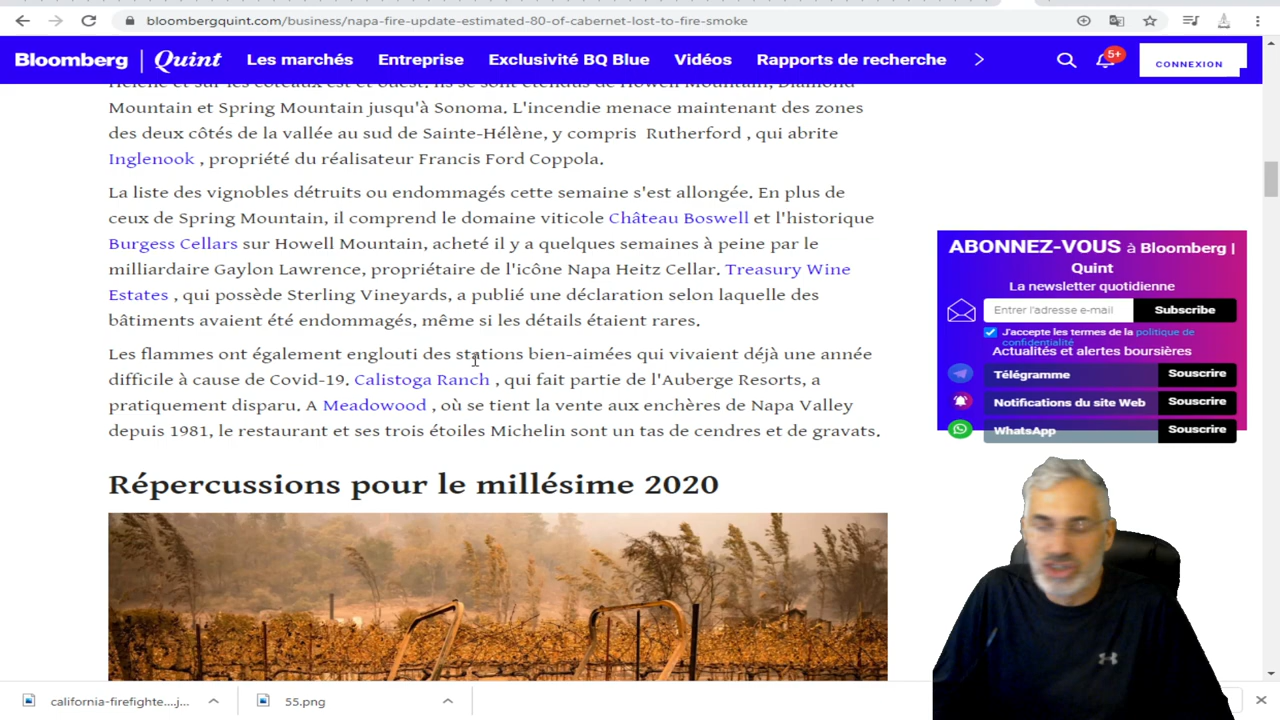 bloombergquint.com/business/napa-fire-update-estimated-80-of-cabernet-lost-to-fire-smoke
Bloomberg | Quint Les marchés Entreprise Exclusivité BQ Blue Vidéos Rapports de recherche 5+ CONNEXION
Hélène et sur les coteaux est et ouest. Ils se sont étendus de Howell Mountain, Diamond
Mountain et Spring Mountain jusqu'à Sonoma. L'incendie menace maintenant des zones
des deux côtés de la vallée au sud de Sainte-Hélène, y compris Rutherford , qui abrite
Inglenook , propriété du réalisateur Francis Ford Coppola.
La liste des vignobles détruits ou endommagés cette semaine s'est allongée. En plus de
ceux de Spring Mountain, il comprend le domaine viticole Château Boswell et l'historique
Burgess Cellars sur Howell Mountain, acheté il y a quelques semaines à peine par le
milliardaire Gaylon Lawrence, propriétaire de l'icône Napa Heitz Cellar. Treasury Wine
Estates , qui possède Sterling Vineyards, a publié une déclaration selon laquelle des
bâtiments avaient été endommagés, même si les détails étaient rares.
Les flammes ont également englouti des stations bien-aimées qui vivaient déjà une année
difficile à cause de Covid-19. Calistoga Ranch , qui fait partie de l'Auberge Resorts, a
pratiquement disparu. A Meadowood , où se tient la vente aux enchères de Napa Valley
depuis 1981, le restaurant et ses trois étoiles Michelin sont un tas de cendres et de gravats.
Répercussions pour le millésime 2020
ABONNEZ-VOUS à Bloomberg |
Quint
La newsletter quotidienne
Entrer l'adresse e-mail Subscribe
J'accepte les termes de la politique de
confidentialité
Actualités et alertes boursières
Télégramme Souscrire
Notifications du site Web Souscrire
WhatsApp Souscrire
california-firefighte....j... 55.png